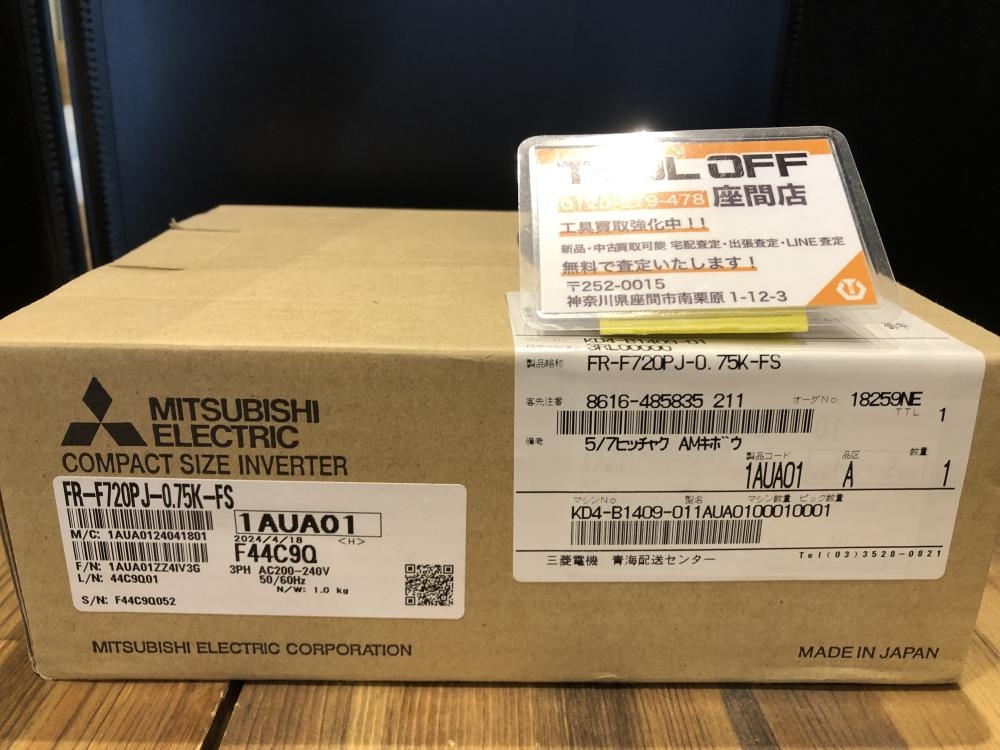 OFF
座間店
工具買取強化中!!
新品・中古買取可能 宅配査定・出張査定・LINE査定
無料で査定いたします!
〒252-0015
神奈川県座間市南栗原 1-12-3
MITSUBISHI
ELECTRIC
COMPACT SIZE INVERTER
FR-F720PJ-0.75K-FS
1AUA01
M/C: 1AUA0124041801
2024/4/18 <H>
F44C9Q
F/N: 1AUA01ZZ4IV3G
3PH AC200-240V
L/N: 44C9Q01
50/60Hz
N/W: 1.0 kg
S/N: F44C9Q052
MITSUBISHI ELECTRIC CORPORATION
MADE IN JAPAN
KD4-B1409-01
3RL00000
製品略称 FR-F720PJ-0.75K-FS
客先注番 8616-485835 211 オーダNo 18259NE
TTL 1
備考 5/7ヒッチャク AMキボウ
製品コード 品区 数量
1AUA01 A 1
マシンNo 型名 マシン数量 ピック数量
KD4-B1409-011AUA0100010001
三菱電機 青海配送センター Tel(03)3528-0821